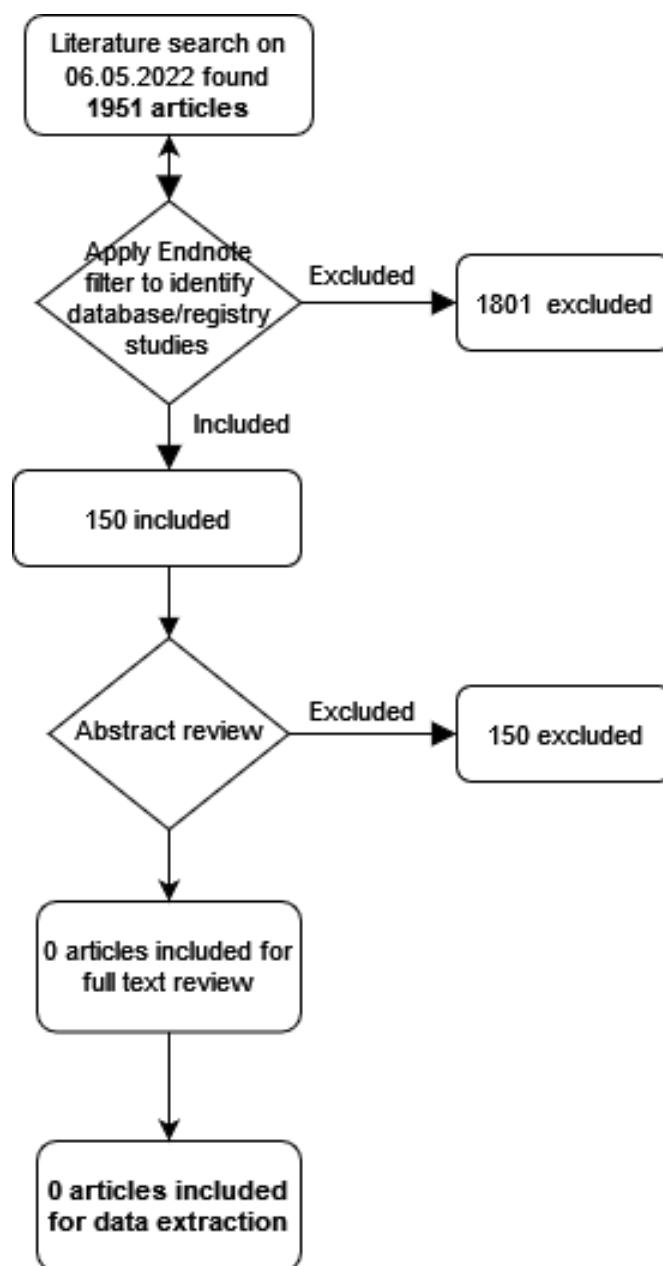 Literature search on
06.05.2022 found
1951 articles
Apply Endnote
filter to identify
database/registry
studies
Excluded
1801 excluded
Included
150 included
Abstract review
Excluded
150 excluded
0 articles included for
full text review
0 articles included
for data extraction